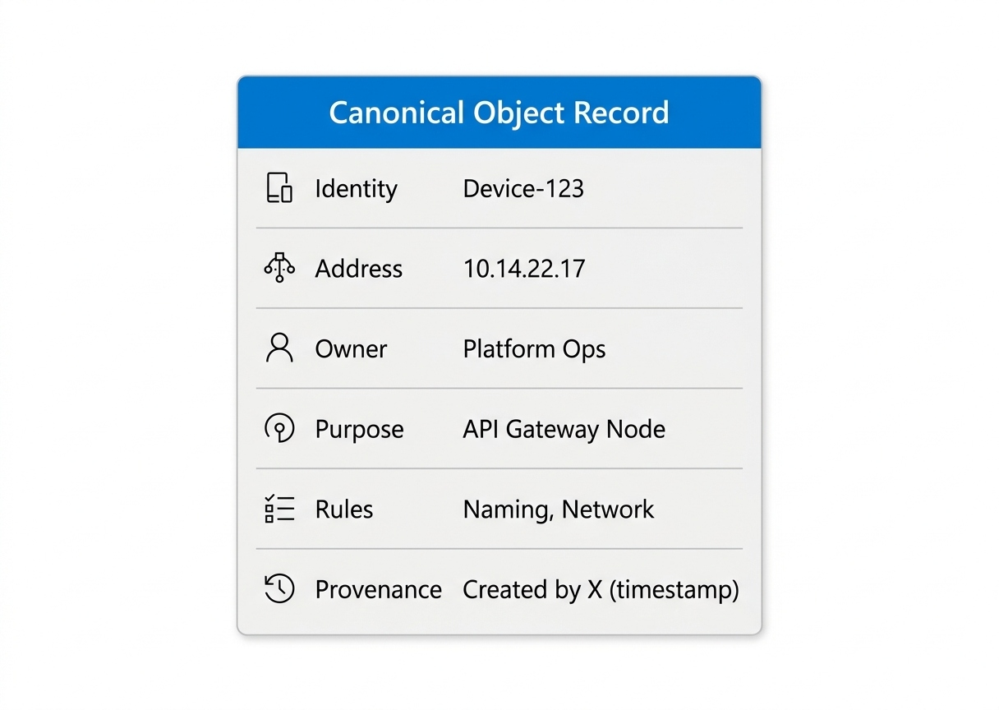 Canonical Object Record
Identity Device-123
Address 10.14.22.17
Owner Platform Ops
Purpose API Gateway Node
Rules Naming, Network
Provenance Created by X (timestamp)